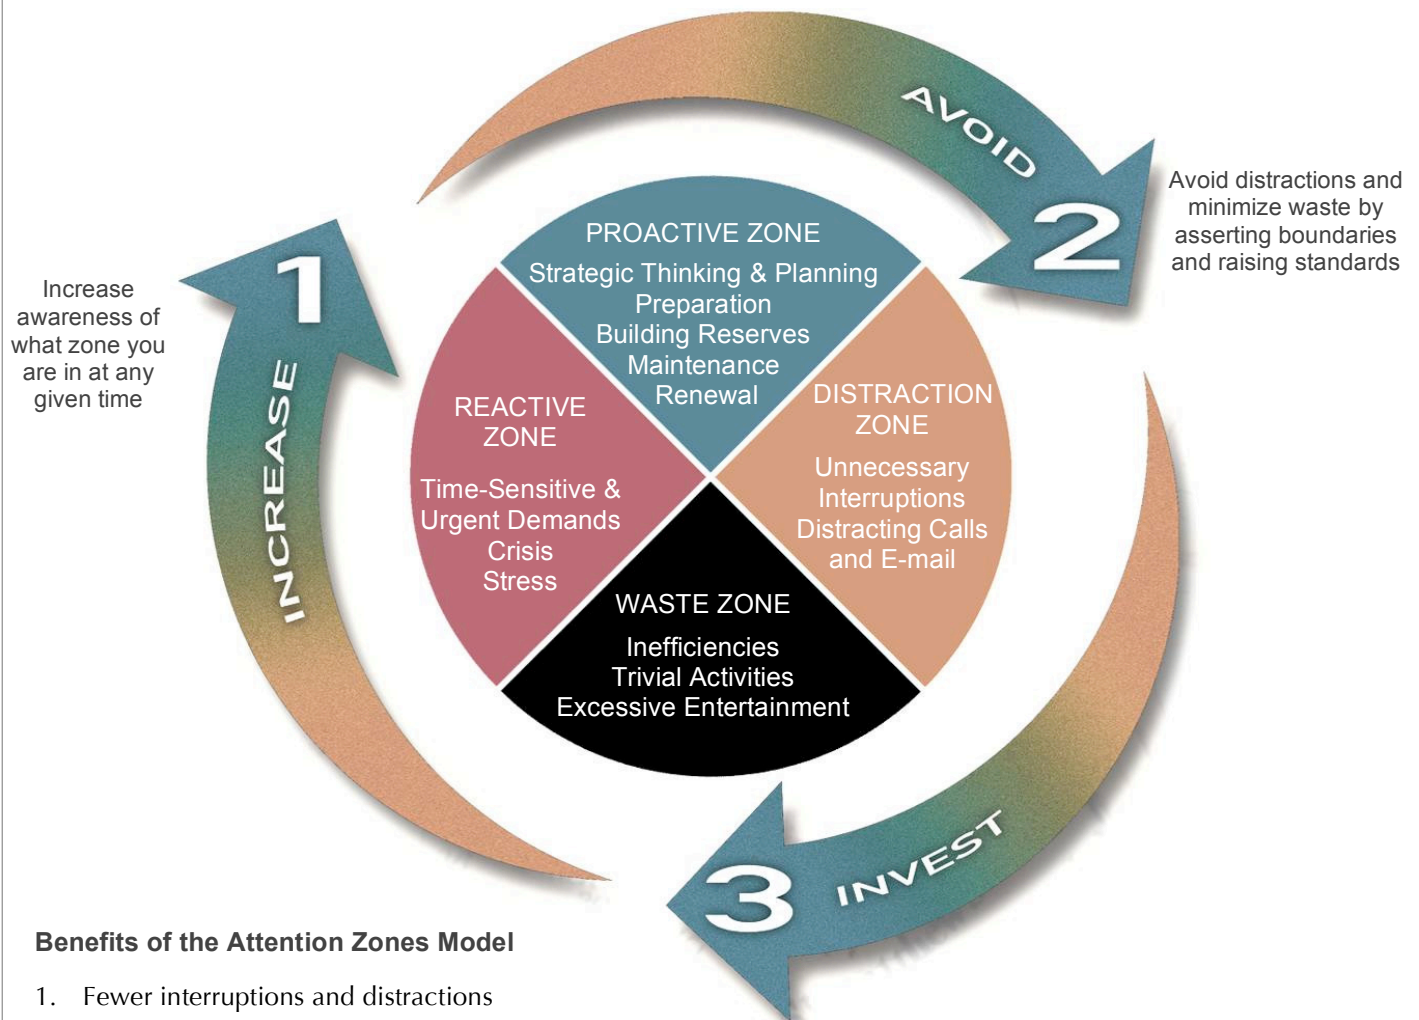 AVOID
2
Avoid distractions and
minimize waste by
asserting boundaries
and raising standards
1
INCREASE
Increase
awareness of
what zone you
are in at any
given time
PROACTIVE ZONE
Strategic Thinking & Planning
Preparation
Building Reserves
Maintenance
Renewal
REACTIVE
ZONE
Time-Sensitive &
Urgent Demands
Crisis
Stress
DISTRACTION
ZONE
Unnecessary
Interruptions
Distracting Calls
and E-mail
WASTE ZONE
Inefficiencies
Trivial Activities
Excessive Entertainment
3
INVEST
Benefits of the Attention Zones Model
1. Fewer interruptions and distractions